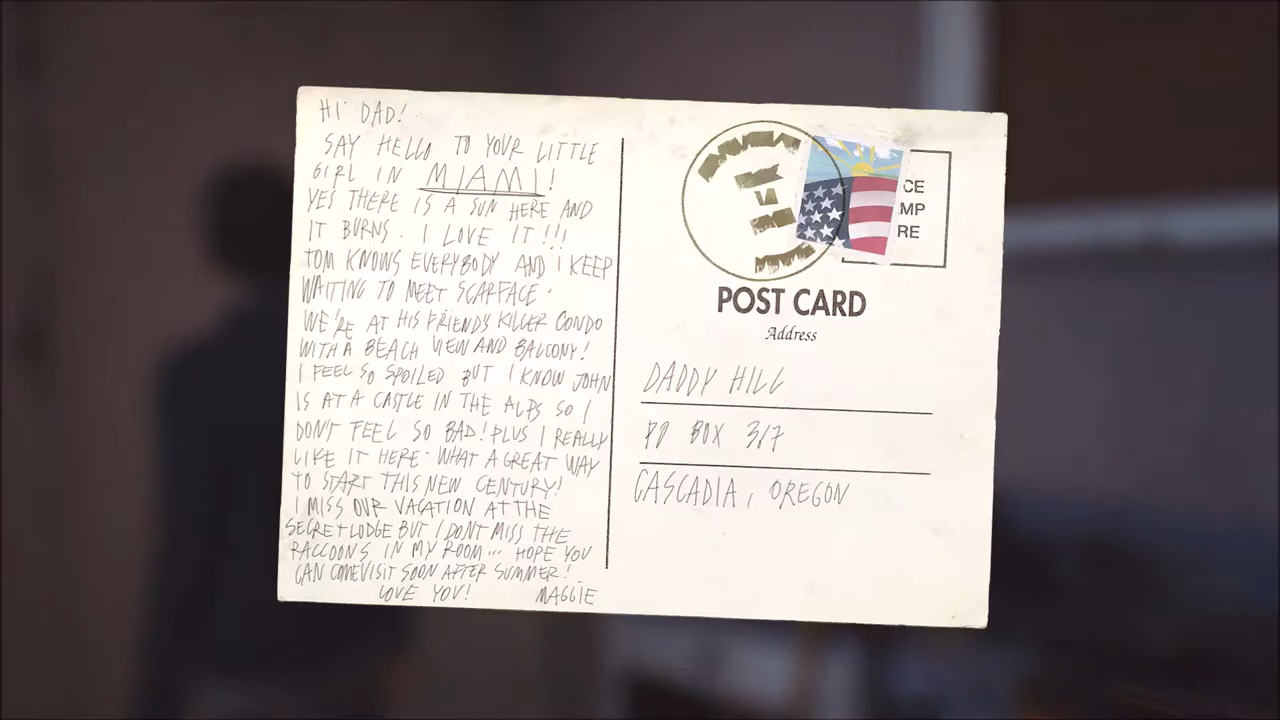 HI DAD!
SAY HELLO TO YOUR LITTLE
GIRL IN MIAMI!
YES THERE IS A SUN HERE AND
IT BURNS. I LOVE IT!!!
TOM KNOWS EVERYBODY AND I KEEP
WAITING TO MEET SCARFACE.
WE'RE AT HIS FRIENDS KILLER CONDO
WITH A BEACH VIEW AND BALCONY!
I FEEL SO SPOILED BUT I KNOW JOHN
IS AT A CASTLE IN THE ALPS SO I
DON'T FEEL SO BAD! PLUS I REALLY
LIKE IT HERE. WHAT A GREAT WAY
TO START THIS NEW CENTURY!
I MISS OUR VACATION AT THE
SECRET LODGE BUT I DONT MISS THE
RACCOONS IN MY ROOM... HOPE YOU
CAN COME VISIT SOON AFTER SUMMER!
LOVE YOU! MAGGIE
CE
MP
RE
POST CARD
Address
DADDY HILL
PO BOX 317
CASCADIA, OREGON